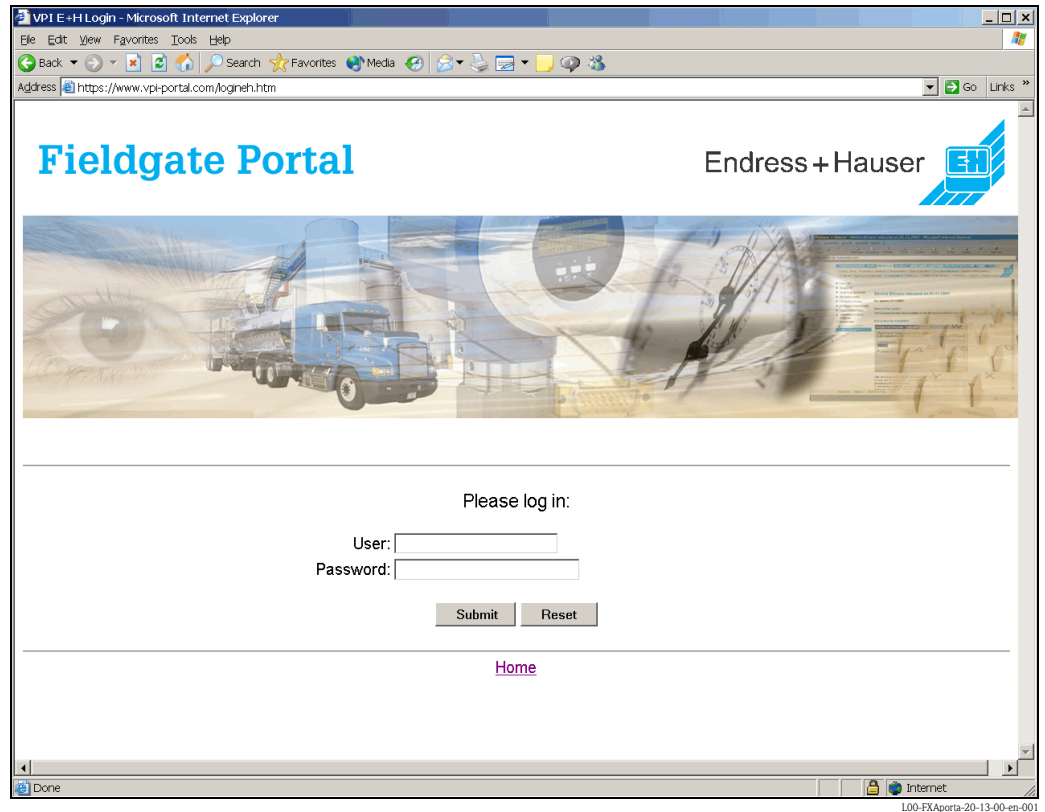 VPI E+H Login - Microsoft Internet Explorer
File Edit View Favorites Tools Help
Back Search Favorites Media
Address https://www.vpi-portal.com/logineh.htm Go Links »
Fieldgate Portal
Endress+Hauser EH
Please log in:
User:
Password:
Submit Reset
Home
Done Internet
L00-FXAporta-20-13-00-en-001